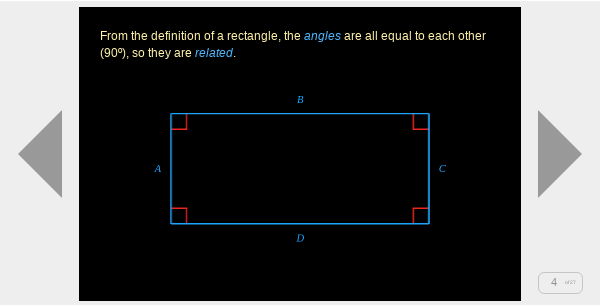 From the definition of a rectangle, the angles are all equal to each other
(90º), so they are related.
B
A
C
D
4 of17